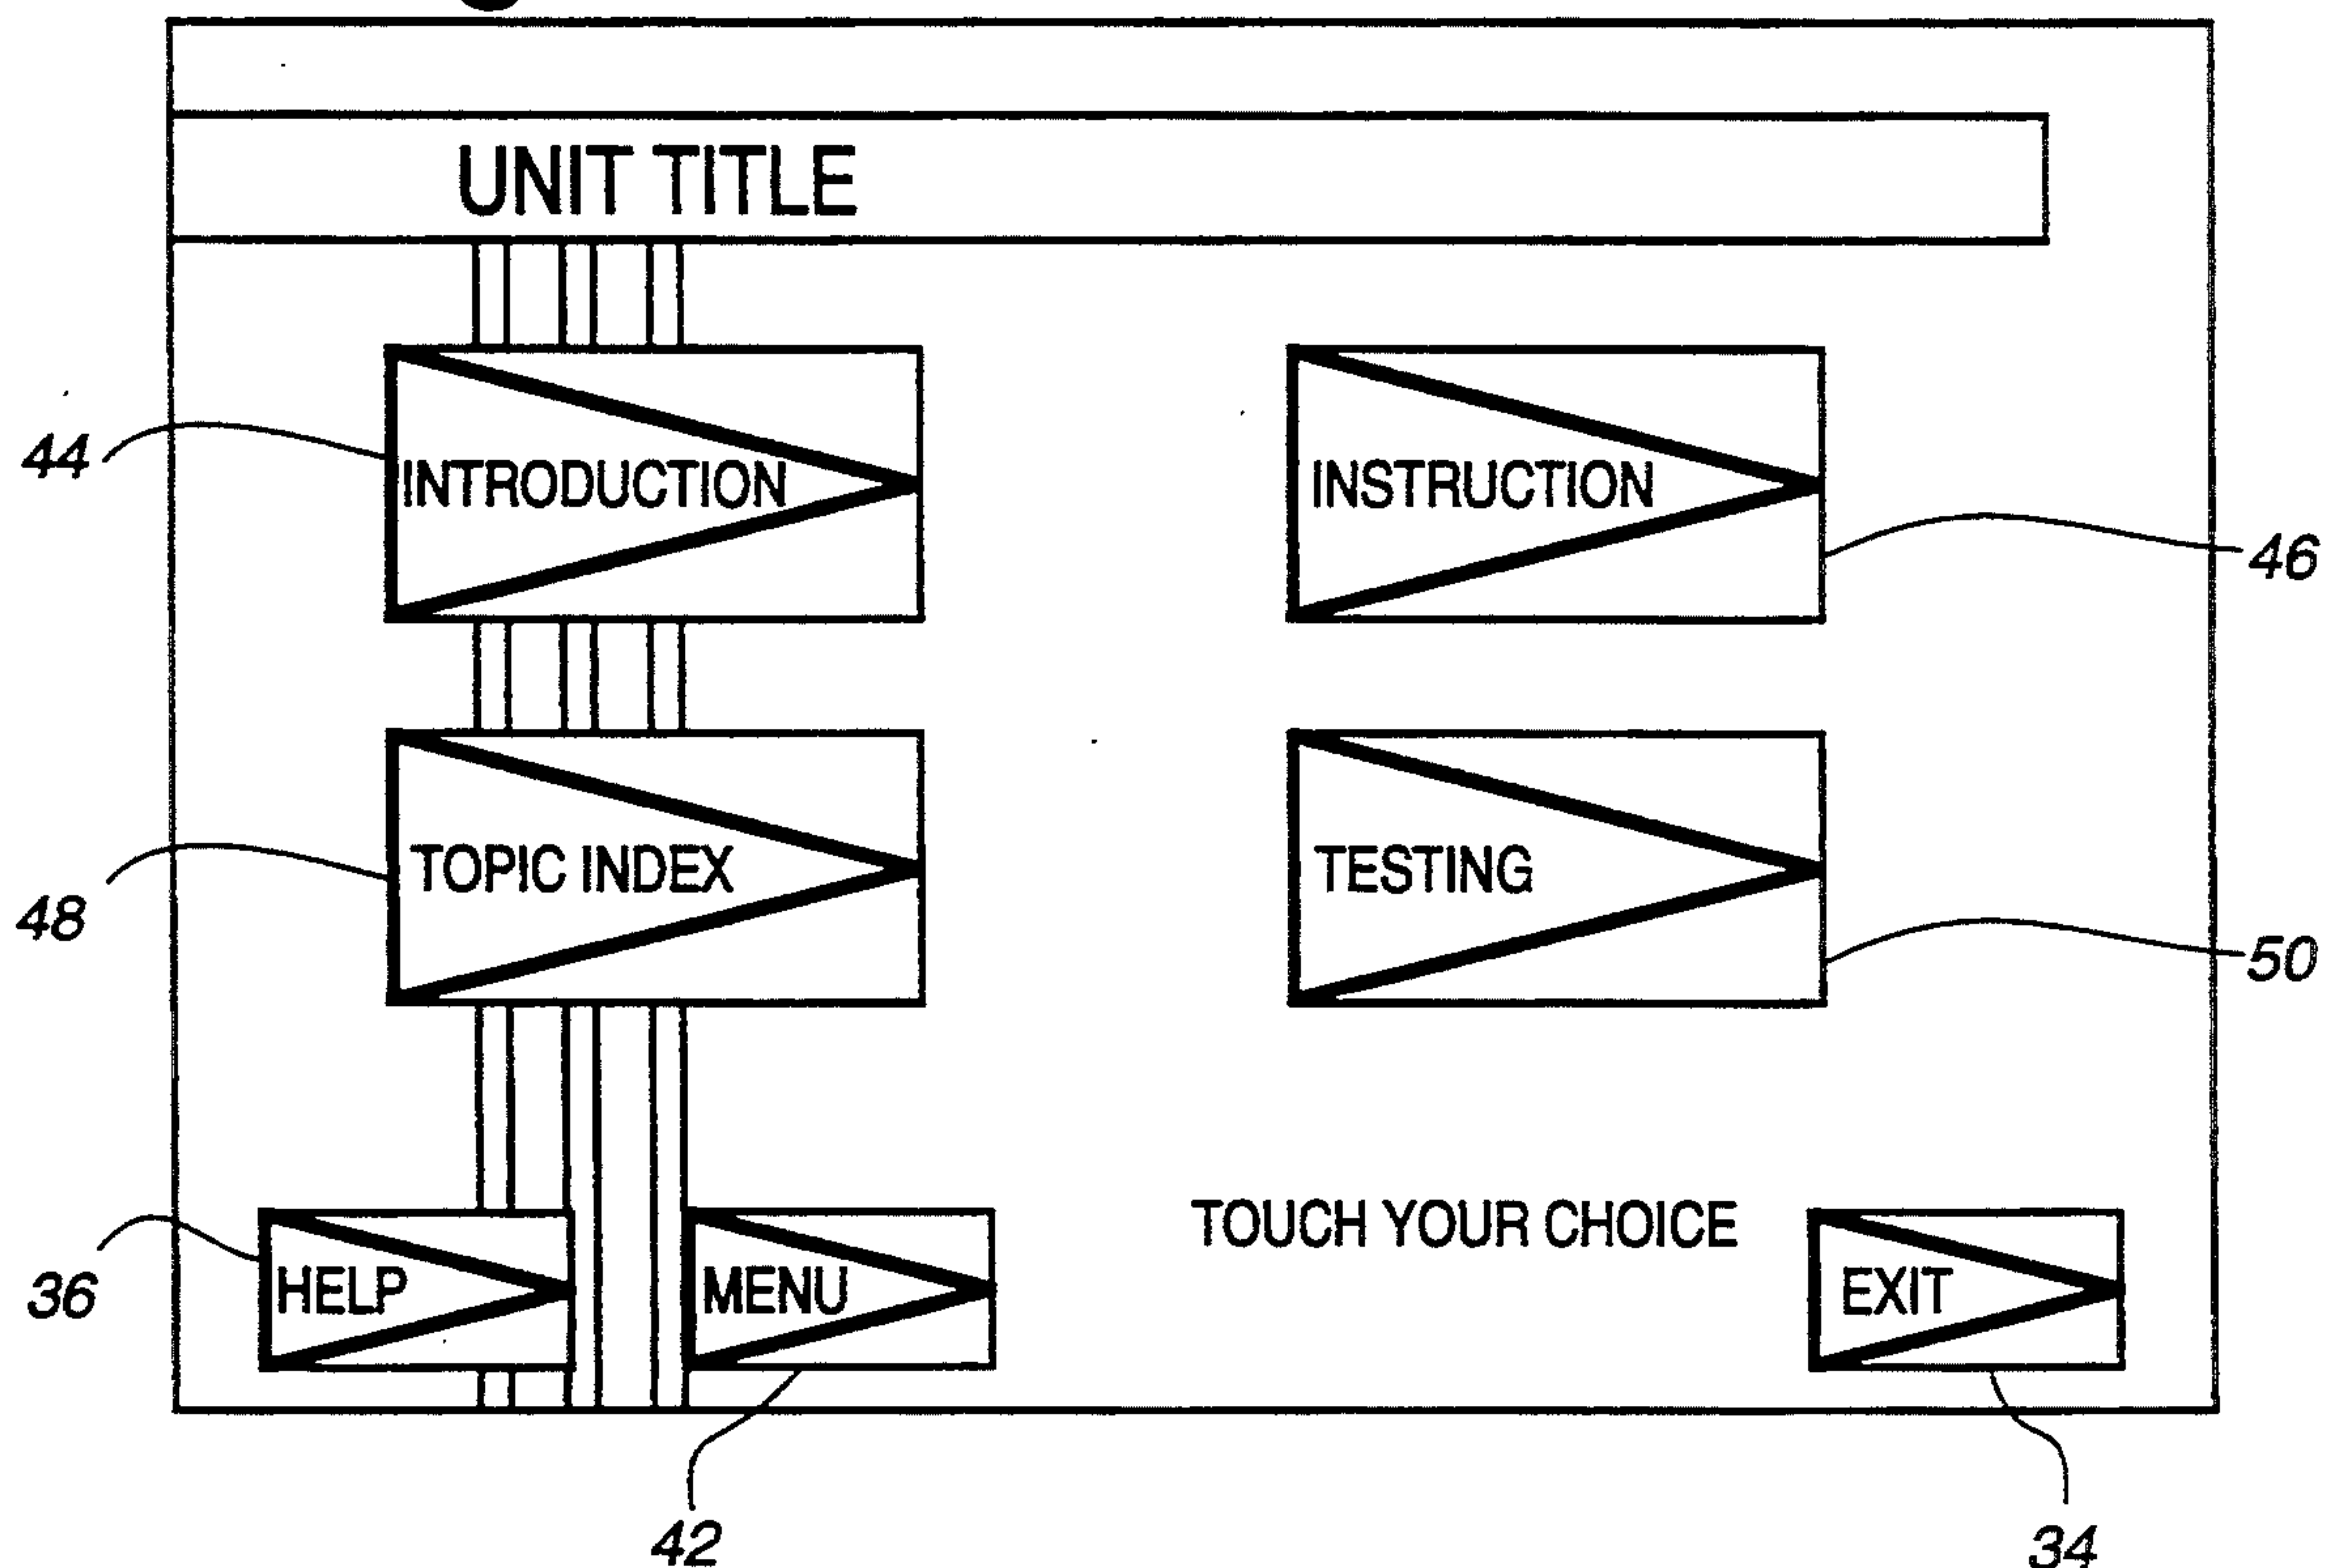 UNIT TITLE
44
INTRODUCTION
INSTRUCTION
46
48
TOPIC INDEX
TESTING
50
TOUCH YOUR CHOICE
36
HELP
MENU
EXIT
42
34